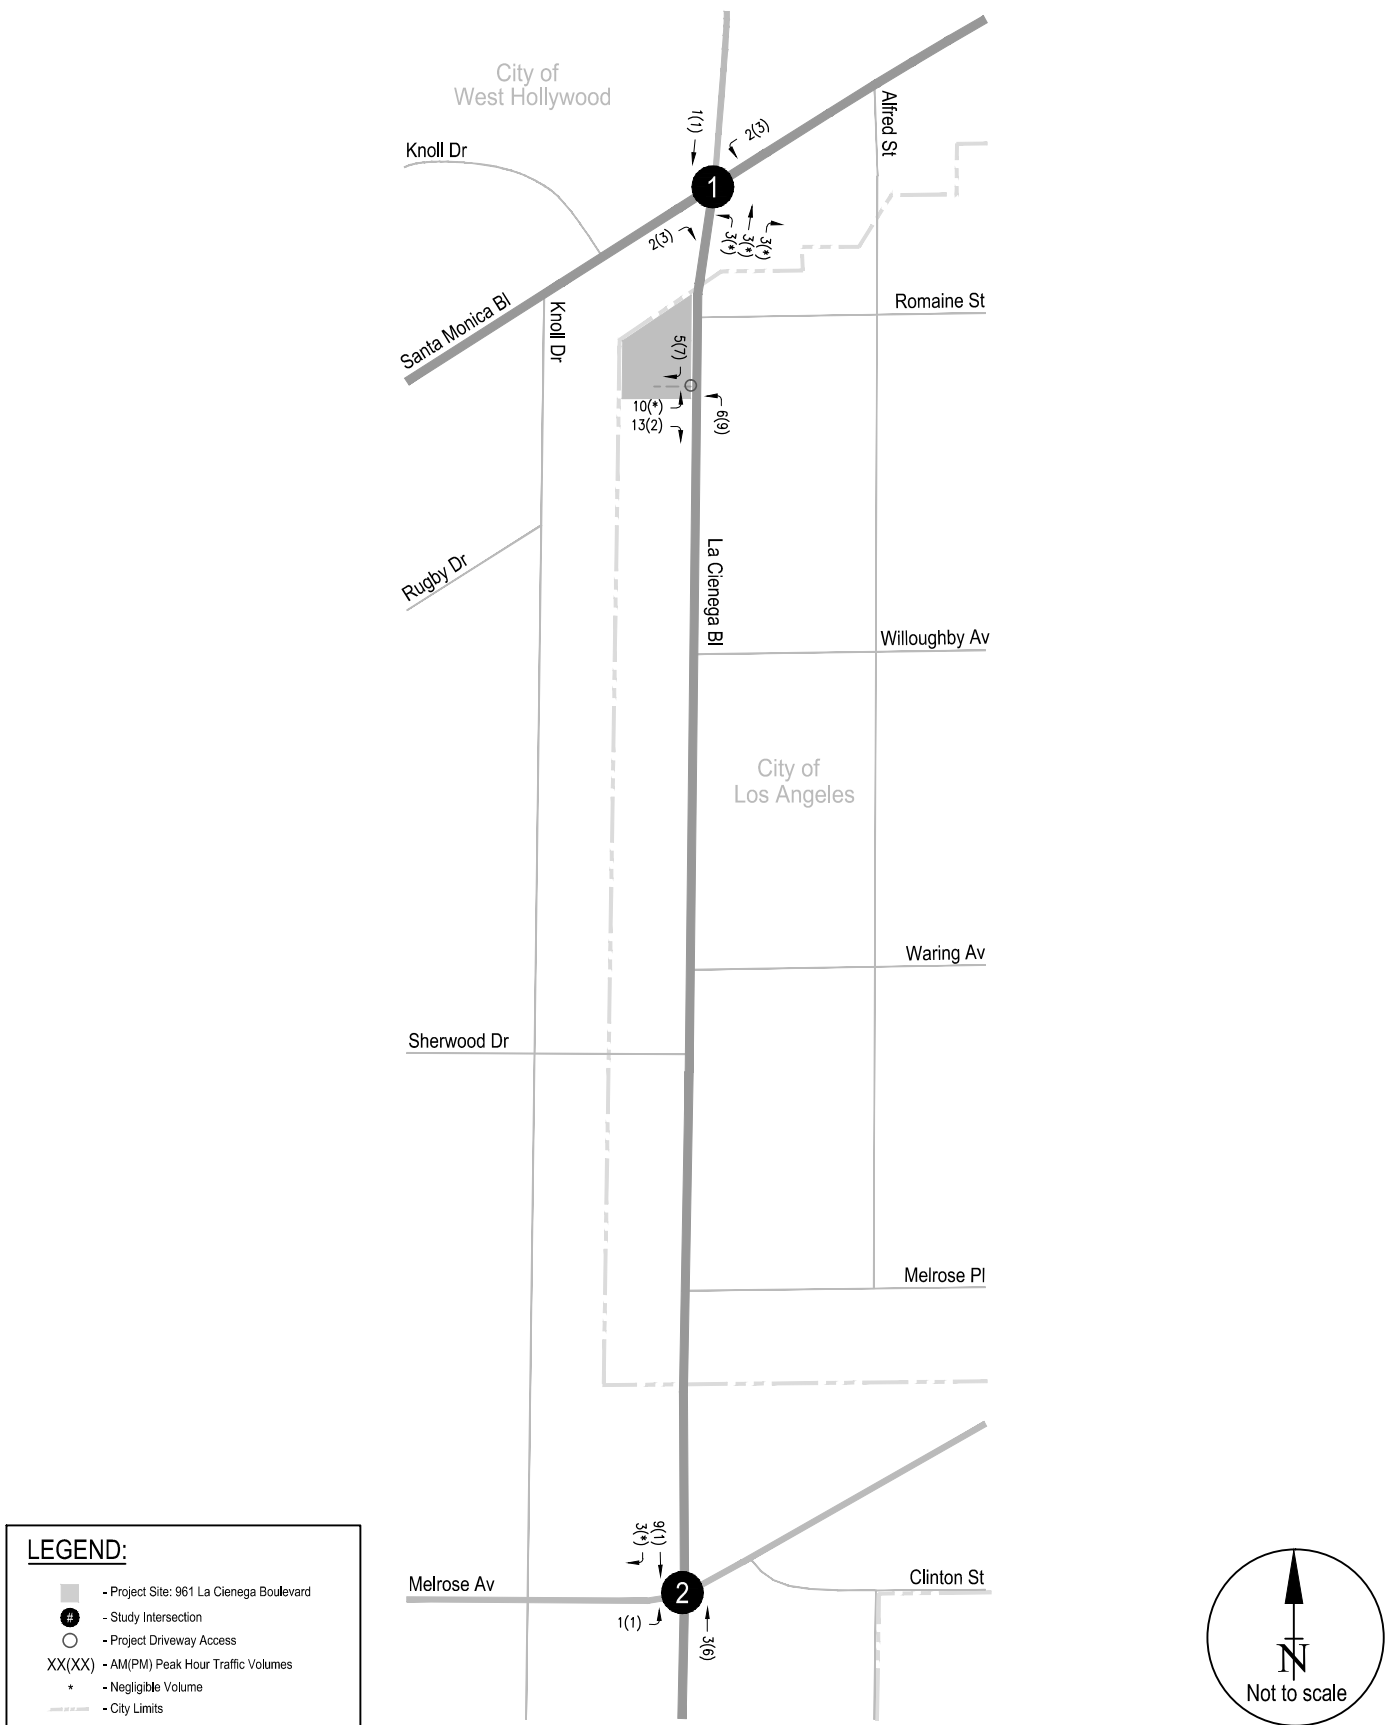 City of
West Hollywood
Knoll Dr
1(1)
2(3)
Alfred St
1
2(3)
3(*)
3(*)
3(*)
Romaine St
Santa Monica Bl
Knoll Dr
5(7)
10(*)
13(2)
6(9)
Rugby Dr
La Cienega Bl
Willoughby Av
City of
Los Angeles
Waring Av
Sherwood Dr
Melrose Pl
3(*)
9(1)
Melrose Av
2
Clinton St
1(1)
3(6)
LEGEND:
- Project Site: 961 La Cienega Boulevard
# - Study Intersection
- Project Driveway Access
XX(XX) - AM(PM) Peak Hour Traffic Volumes
* - Negligible Volume
- City Limits
N
Not to scale